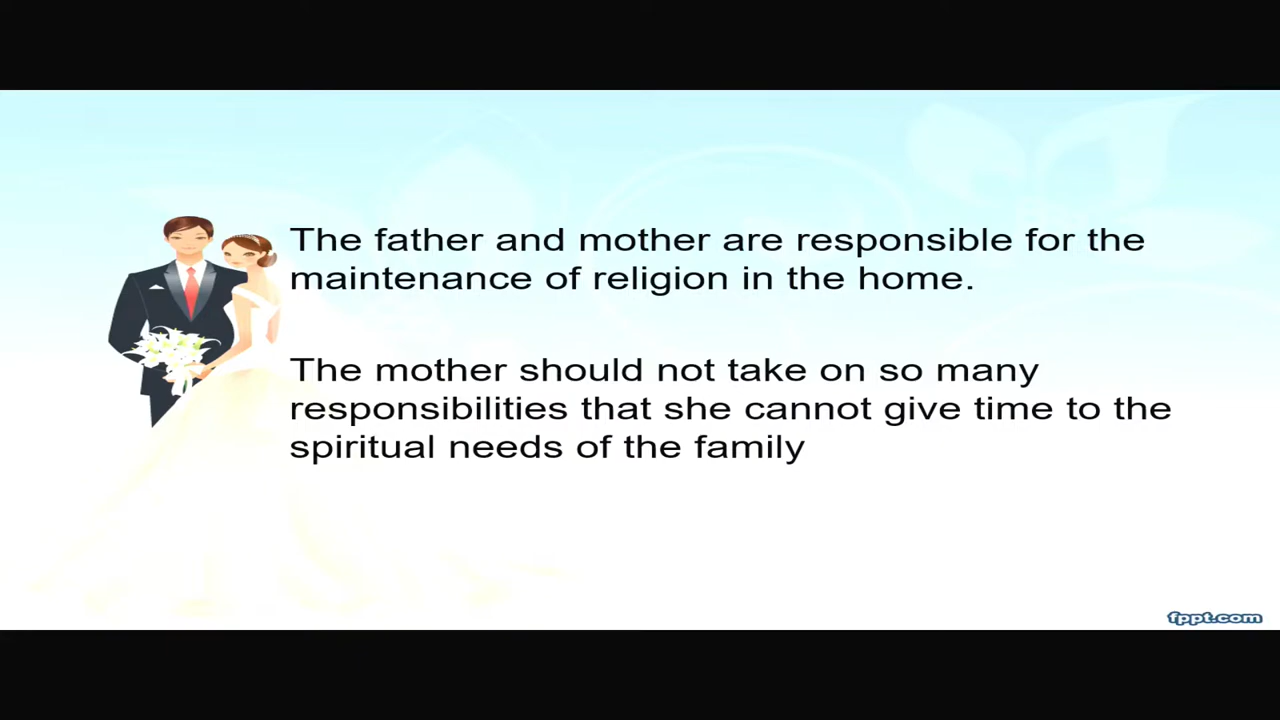 The father and mother are responsible for the
maintenance of religion in the home.
The mother should not take on so many
responsibilities that she cannot give time to the
spiritual needs of the family
fppt.com